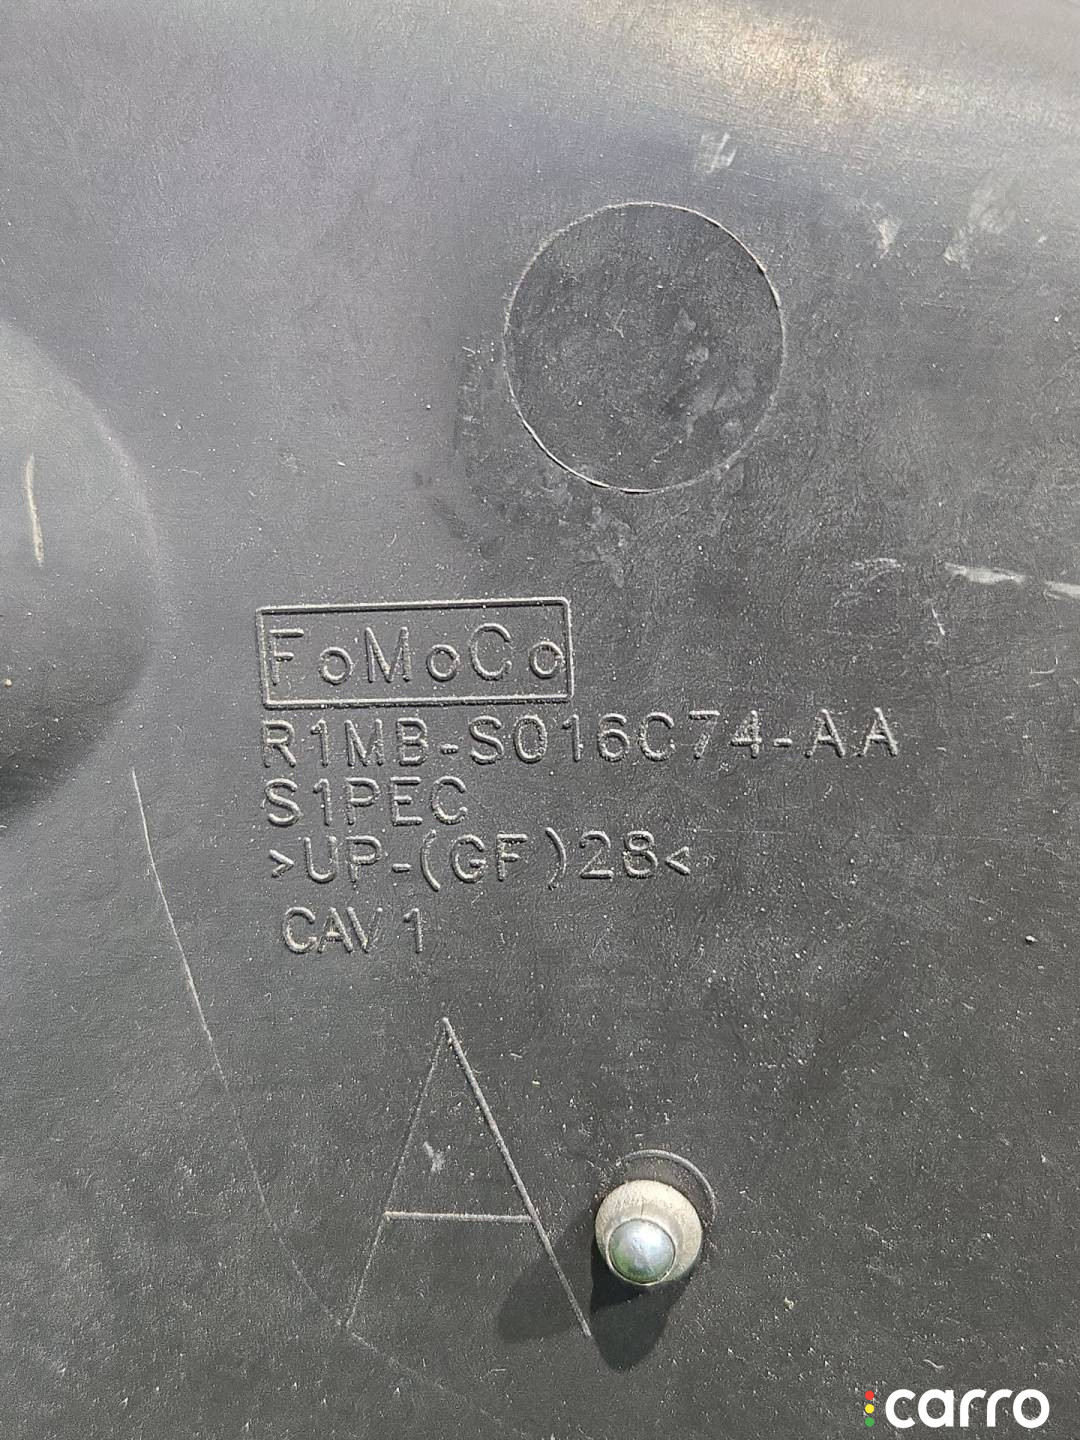 FoMoCo
R1MB-S016C74-AA
S1PEC
>UP-(GF)28<
CAV 1
A
carro